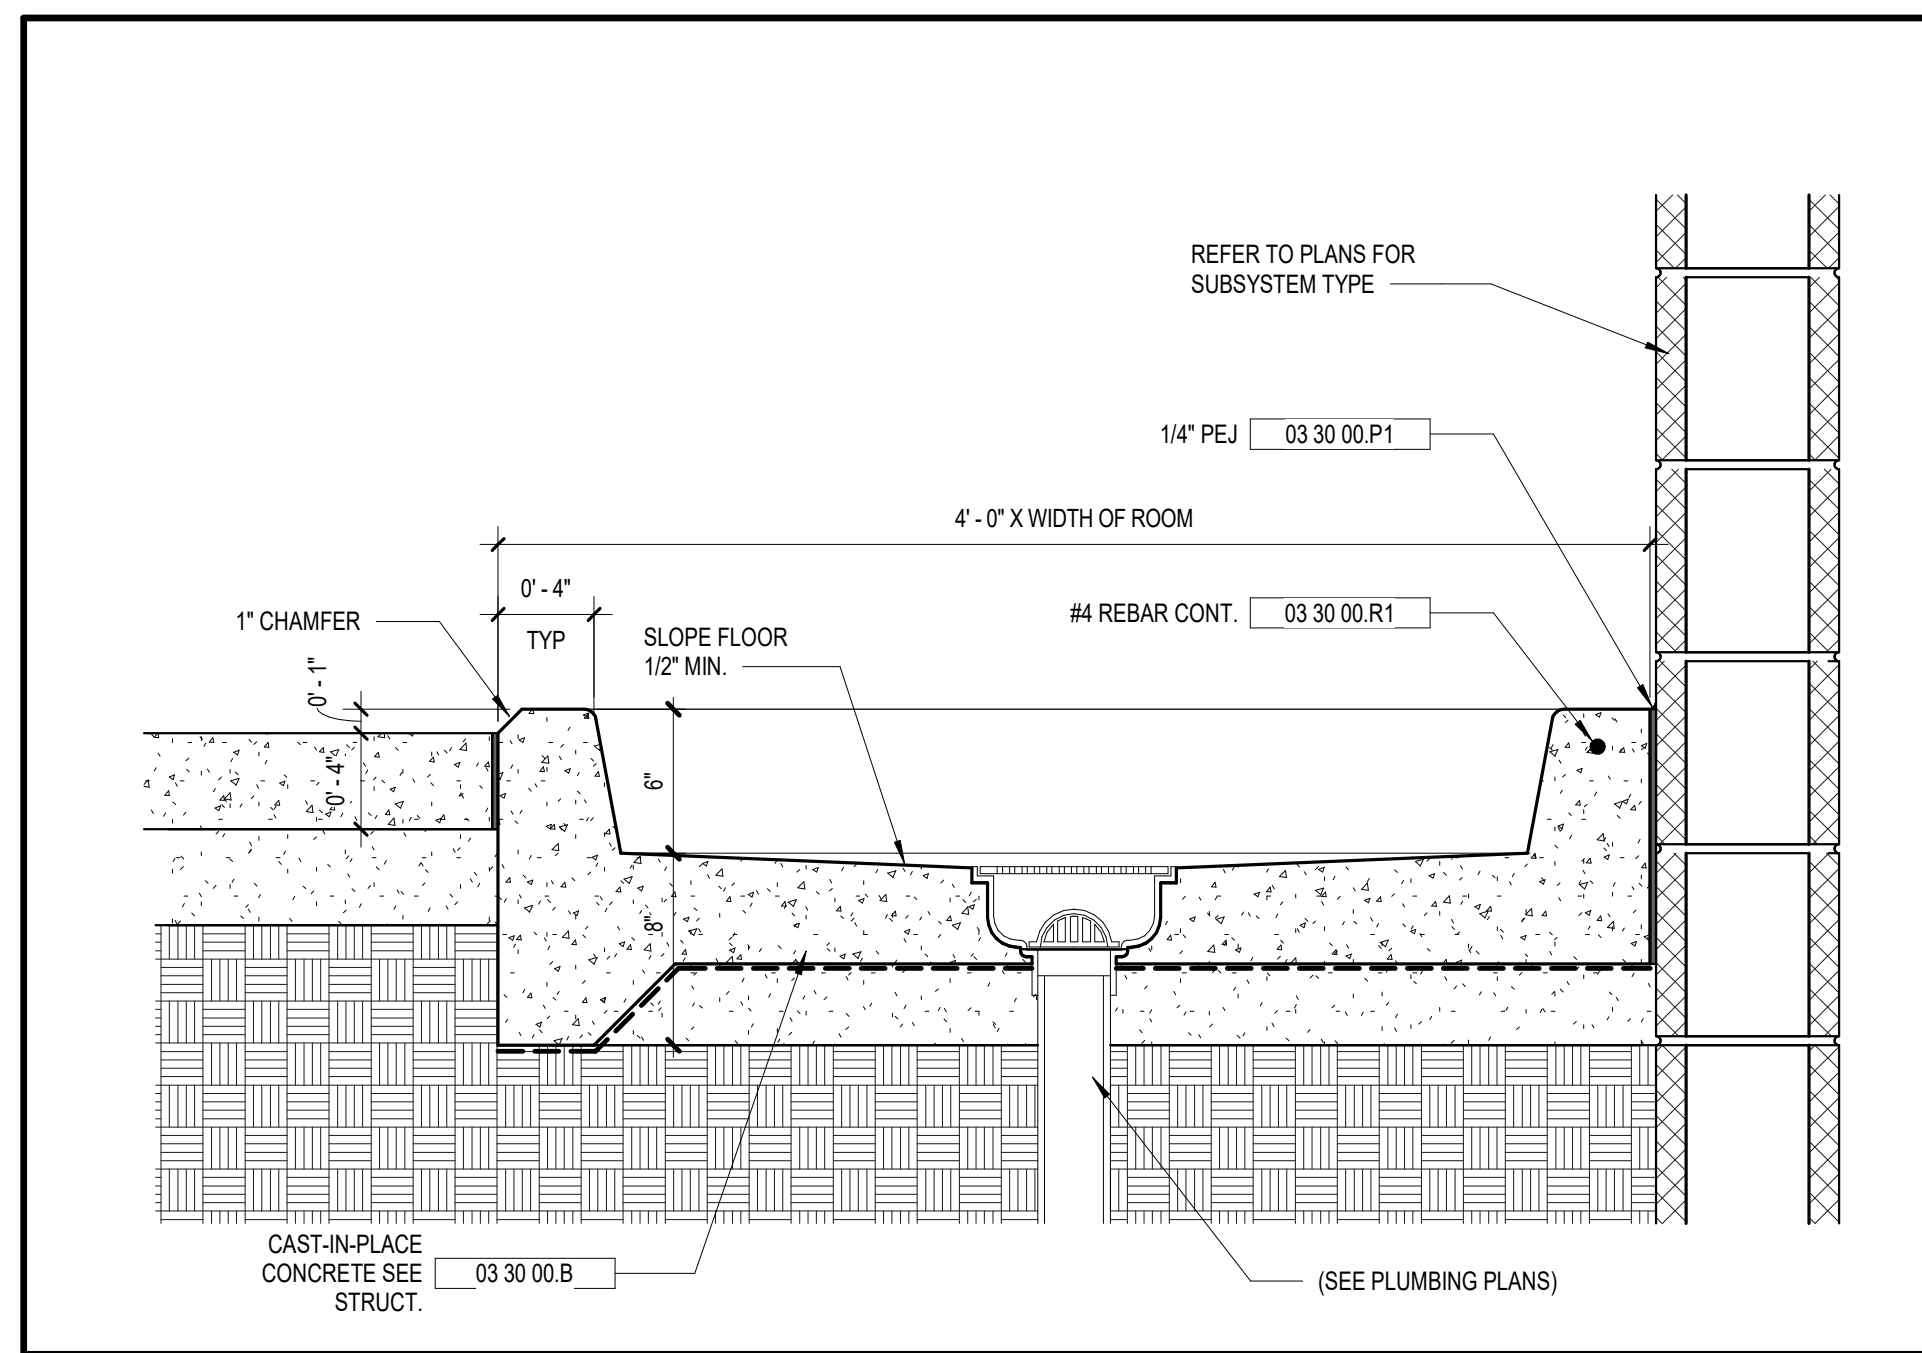 REFER TO PLANS FOR
SUBSYSTEM TYPE
1/4" PEJ 03 30 00.P1
4' - 0" X WIDTH OF ROOM
0' - 4"
TYP
1" CHAMFER
#4 REBAR CONT. 03 30 00.R1
SLOPE FLOOR
1/2" MIN.
0' - 1"
0' - 4"
6"
8"
CAST-IN-PLACE
CONCRETE SEE 03 30 00.B
STRUCT.
(SEE PLUMBING PLANS)